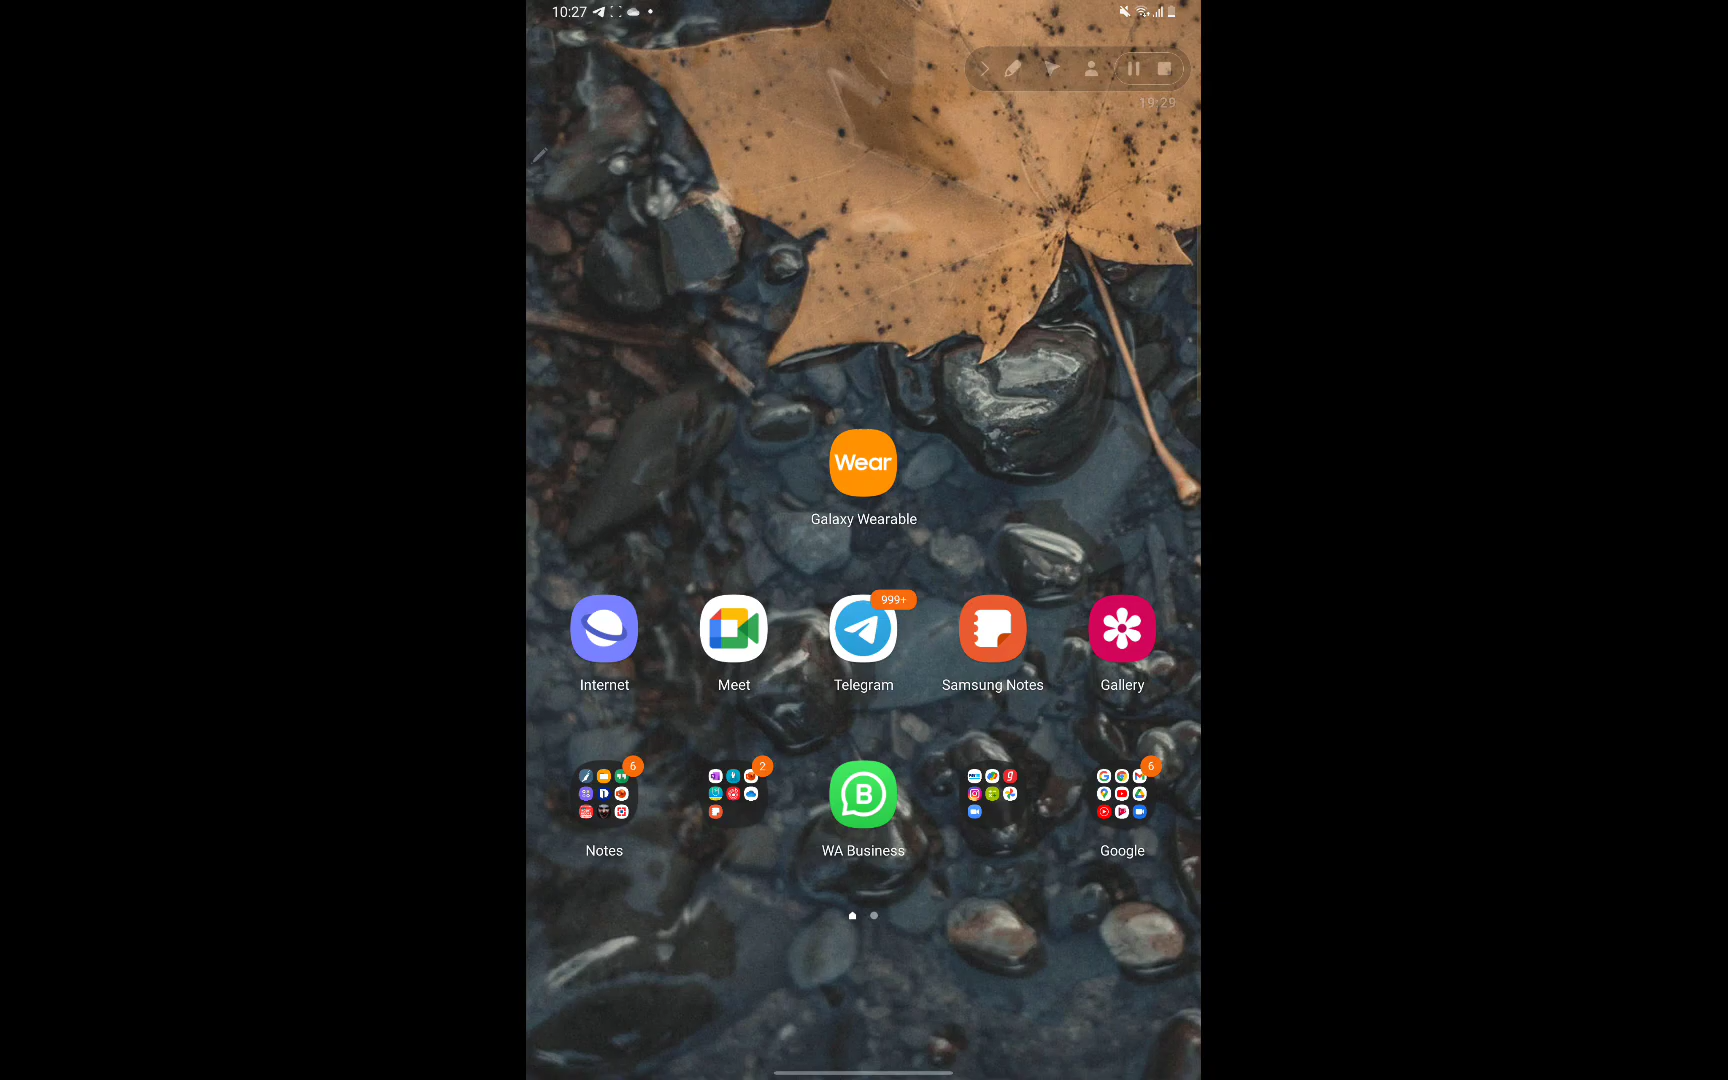 10:27
19:29
Wear
Galaxy Wearable
999+
Internet
Meet
Telegram
Samsung Notes
Gallery
6
2
6
Notes
WA Business
Google